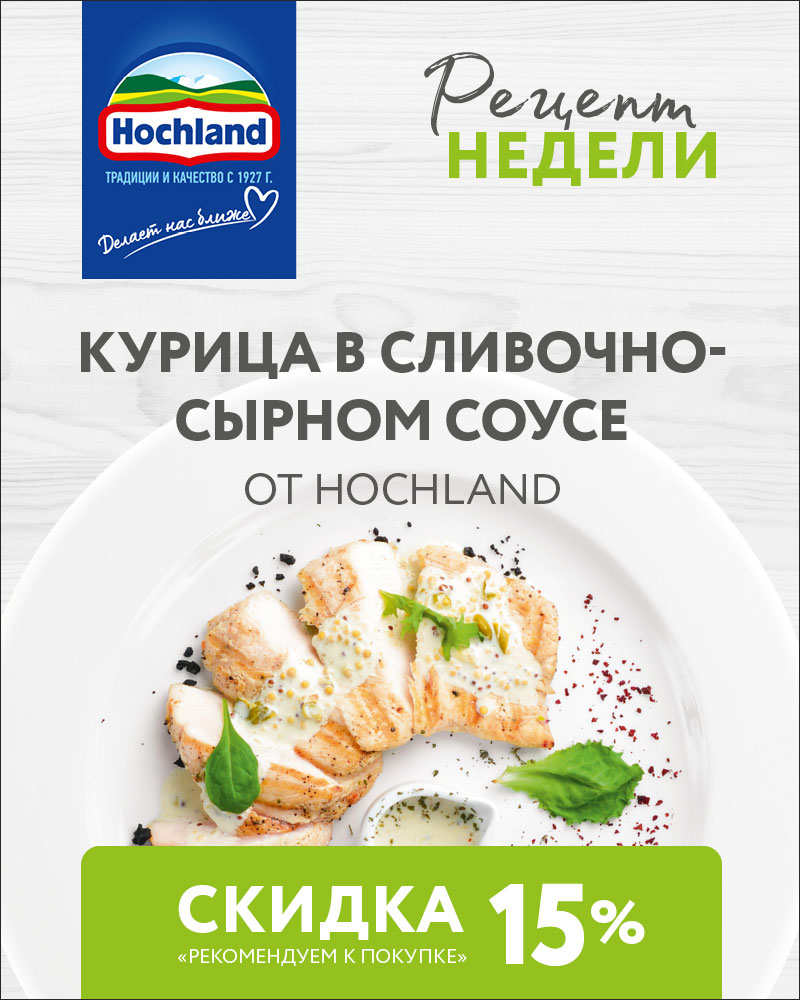 Hochland
ТРАДИЦИИ И КАЧЕСТВО С 1927 Г.
Делает нас ближе
Рецепт
НЕДЕЛИ
КУРИЦА В СЛИВОЧНО-
СЫРНОМ СОУСЕ
ОТ HOCHLAND
СКИДКА 15%
«РЕКОМЕНДУЕМ К ПОКУПКЕ»